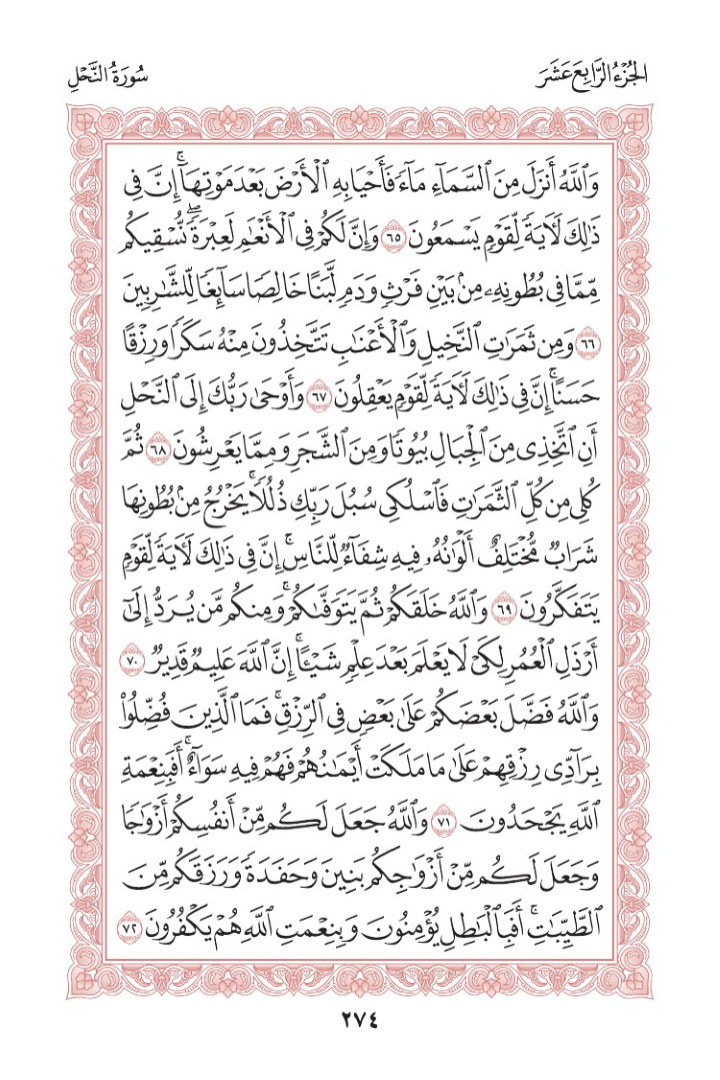 الجُزْءُ الرَّابِعَ عَشَرَ
سُورَةُ النَّحْلِ
وَٱللَّهُ أَنزَلَ مِنَ ٱلسَّمَآءِ مَآءً فَأَحْيَا بِهِ ٱلْأَرْضَ بَعْدَ مَوْتِهَآۚ إِنَّ فِى
ذَٰلِكَ لَءَايَةً لِّقَوْمٍ يَسْمَعُونَ ٦٥ وَإِنَّ لَكُمْ فِى ٱلْأَنْعَٰمِ لَعِبْرَةًۖ نُّسْقِيكُم
مِّمَّا فِى بُطُونِهِۦ مِنۢ بَيْنِ فَرْثٍ وَدَمٍ لَّبَنًا خَالِصًا سَآئِغًا لِّلشَّٰرِبِينَ
٦٦ وَمِن ثَمَرَٰتِ ٱلنَّخِيلِ وَٱلْأَعْنَٰبِ تَتَّخِذُونَ مِنْهُ سَكَرًا وَرِزْقًا
حَسَنًاۗ إِنَّ فِى ذَٰلِكَ لَءَايَةً لِّقَوْمٍ يَعْقِلُونَ ٦٧ وَأَوْحَىٰ رَبُّكَ إِلَى ٱلنَّحْلِ
أَنِ ٱتَّخِذِى مِنَ ٱلْجِبَالِ بُيُوتًا وَمِنَ ٱلشَّجَرِ وَمِمَّا يَعْرِشُونَ ٦٨ ثُمَّ
كُلِى مِن كُلِّ ٱلثَّمَرَٰتِ فَٱسْلُكِى سُبُلَ رَبِّكِ ذُلُلًاۚ يَخْرُجُ مِنۢ بُطُونِهَا
شَرَابٌ مُّخْتَلِفٌ أَلْوَٰنُهُۥ فِيهِ شِفَآءٌ لِّلنَّاسِۚ إِنَّ فِى ذَٰلِكَ لَءَايَةً لِّقَوْمٍ
يَتَفَكَّرُونَ ٦٩ وَٱللَّهُ خَلَقَكُمْ ثُمَّ يَتَوَفَّىٰكُمْۚ وَمِنكُم مَّن يُرَدُّ إِلَىٰٓ
أَرْذَلِ ٱلْعُمُرِ لِكَىْ لَا يَعْلَمَ بَعْدَ عِلْمٍ شَيْـًٔاۚ إِنَّ ٱللَّهَ عَلِيمٌ قَدِيرٌ ٧٠
وَٱللَّهُ فَضَّلَ بَعْضَكُمْ عَلَىٰ بَعْضٍ فِى ٱلرِّزْقِۚ فَمَا ٱلَّذِينَ فُضِّلُوا۟
بِرَآدِّى رِزْقِهِمْ عَلَىٰ مَا مَلَكَتْ أَيْمَٰنُهُمْ فَهُمْ فِيهِ سَوَآءٌۚ أَفَبِنِعْمَةِ
ٱللَّهِ يَجْحَدُونَ ٧١ وَٱللَّهُ جَعَلَ لَكُم مِّنْ أَنفُسِكُمْ أَزْوَٰجًا
وَجَعَلَ لَكُم مِّنْ أَزْوَٰجِكُم بَنِينَ وَحَفَدَةً وَرَزَقَكُم مِّنَ
ٱلطَّيِّبَٰتِۚ أَفَبِٱلْبَٰطِلِ يُؤْمِنُونَ وَبِنِعْمَتِ ٱللَّهِ هُمْ يَكْفُرُونَ ٧٢
٢٧٤